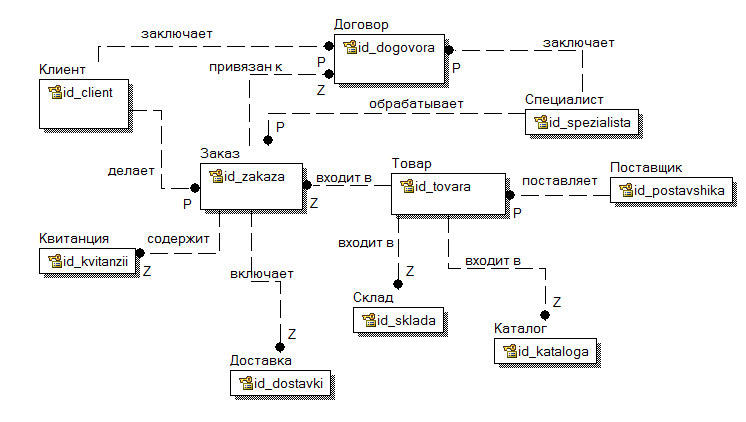 Договор
заключает
id_dogovora
заключает
P
P
Клиент
привязан к
Z
id_client
обрабатывает
Специалист
id_spezialista
P
Заказ
Товар
Поставщик
делает
id_zakaza
входит в
id_tovara
поставляет
id_postavshika
P
Z
P
Квитанция
содержит
входит в
id_kvitanzii
Z
включает
Z
входит в
Склад
Z
id_sklada
Z
Каталог
id_kataloga
Доставка
id_dostavki